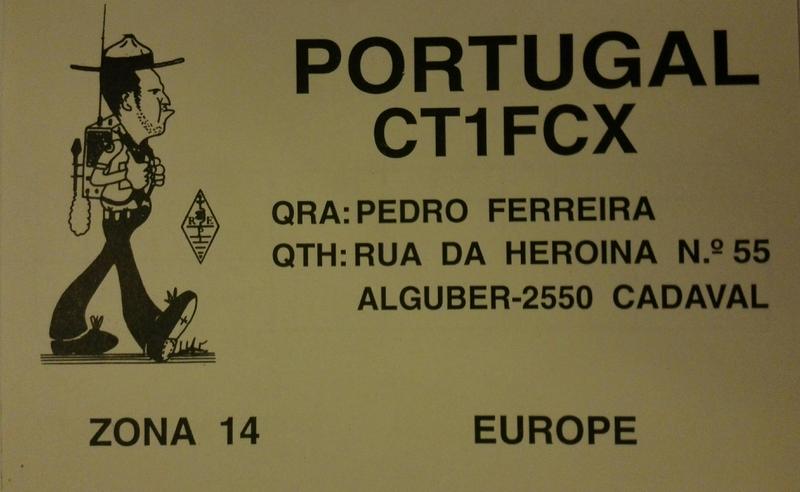 PORTUGAL
CT1FCX
QRA: PEDRO FERREIRA
QTH: RUA DA HEROINA N.º 55
ALGUBER-2550 CADAVAL
ZONA 14
EUROPE